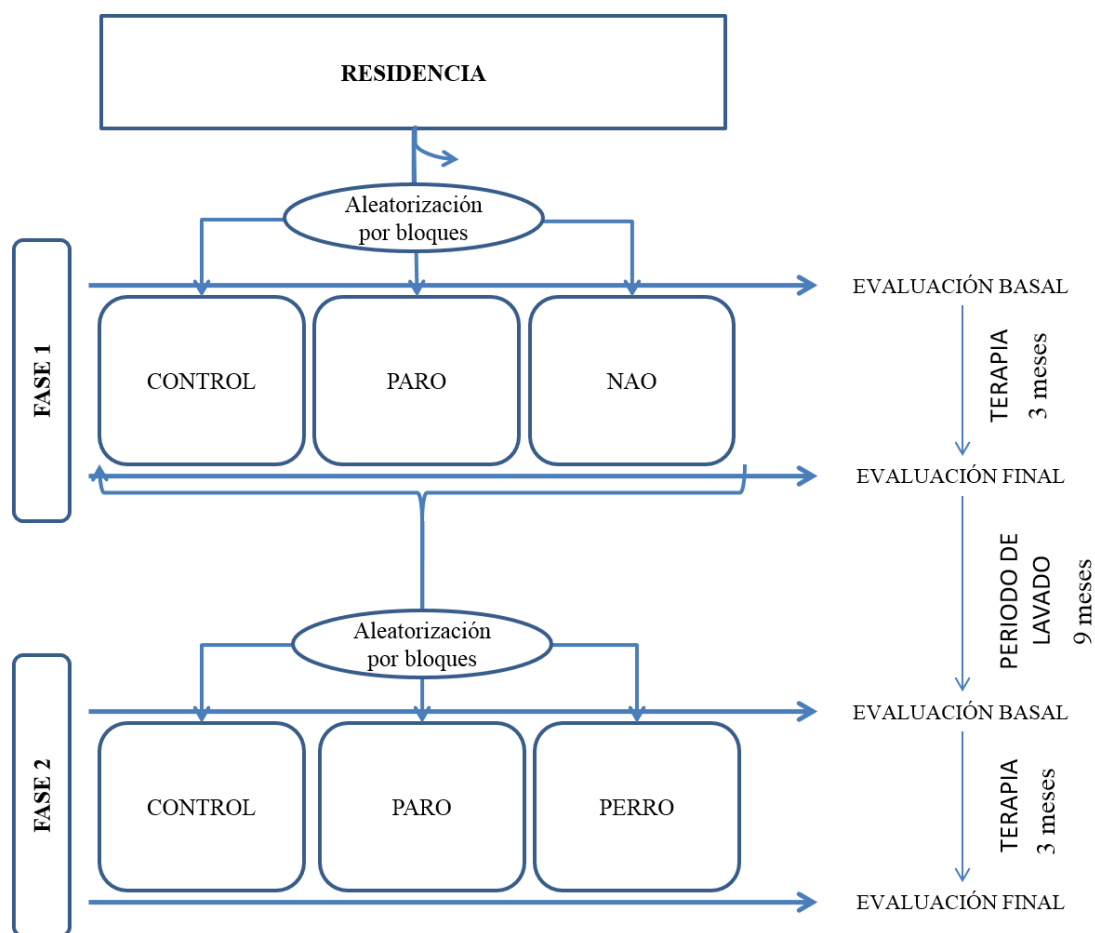 RESIDENCIA
Aleatorización
por bloques
EVALUACIÓN BASAL
FASE 1
CONTROL
PARO
NAO
TERAPIA
3 meses
EVALUACIÓN FINAL
PERIODO DE
LAVADO
9 meses
Aleatorización
por bloques
EVALUACIÓN BASAL
FASE 2
CONTROL
PARO
PERRO
TERAPIA
3 meses
EVALUACIÓN FINAL